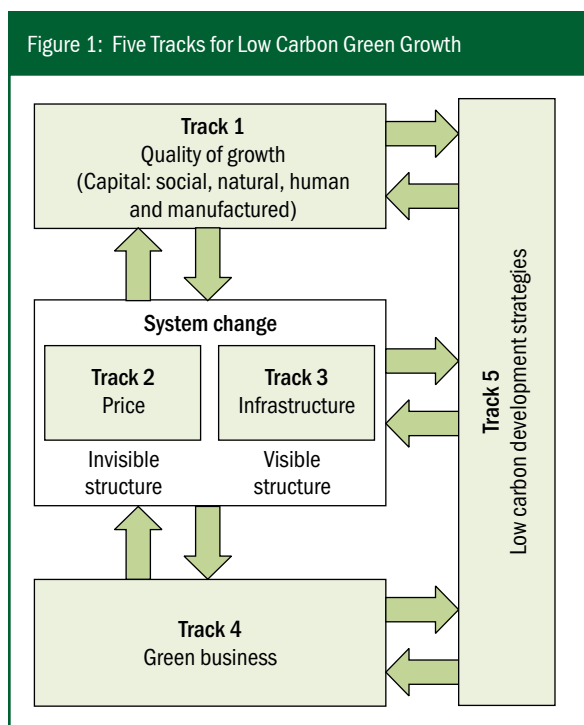 Figure 1: Five Tracks for Low Carbon Green Growth
Track 1
Quality of growth
(Capital: social, natural, human
and manufactured)
System change
Track 2
Price
Track 3
Infrastructure
Invisible
structure
Visible
structure
Track 4
Green business
Track 5
Low carbon development strategies